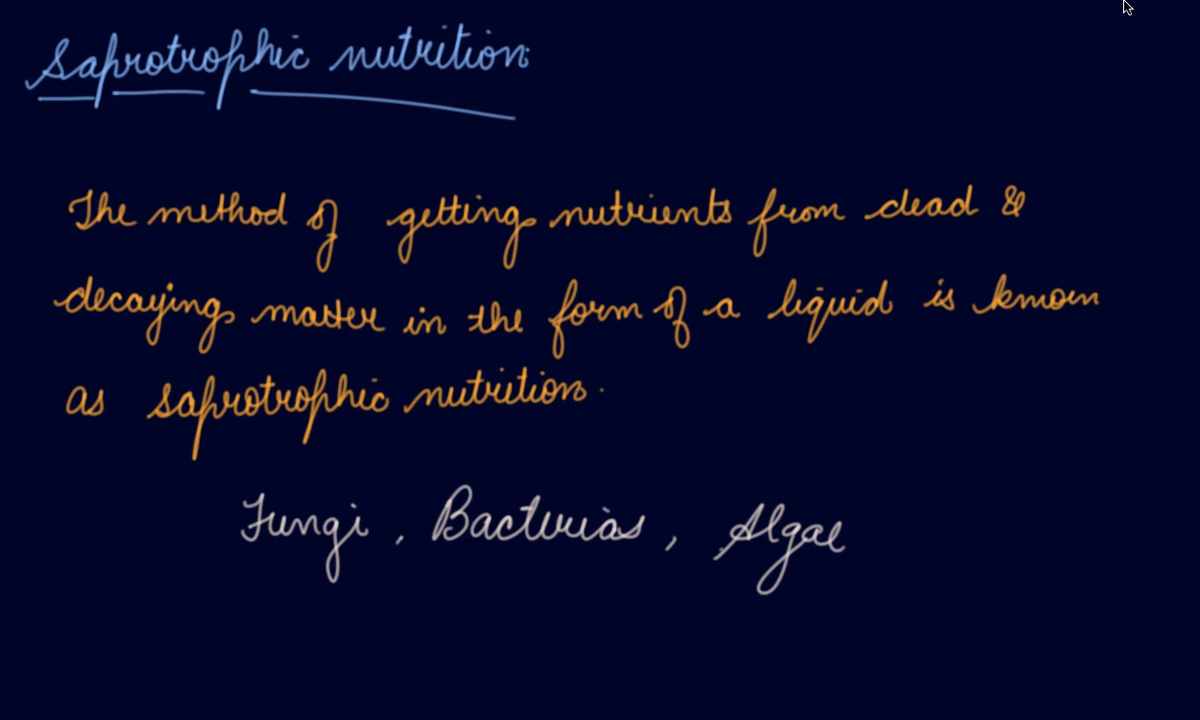 Saprotrophic nutrition
The method of getting nutrients from dead &
decaying matter in the form of a liquid is known
as saprotrophic nutrition.
Fungi, Bacterias, Algae